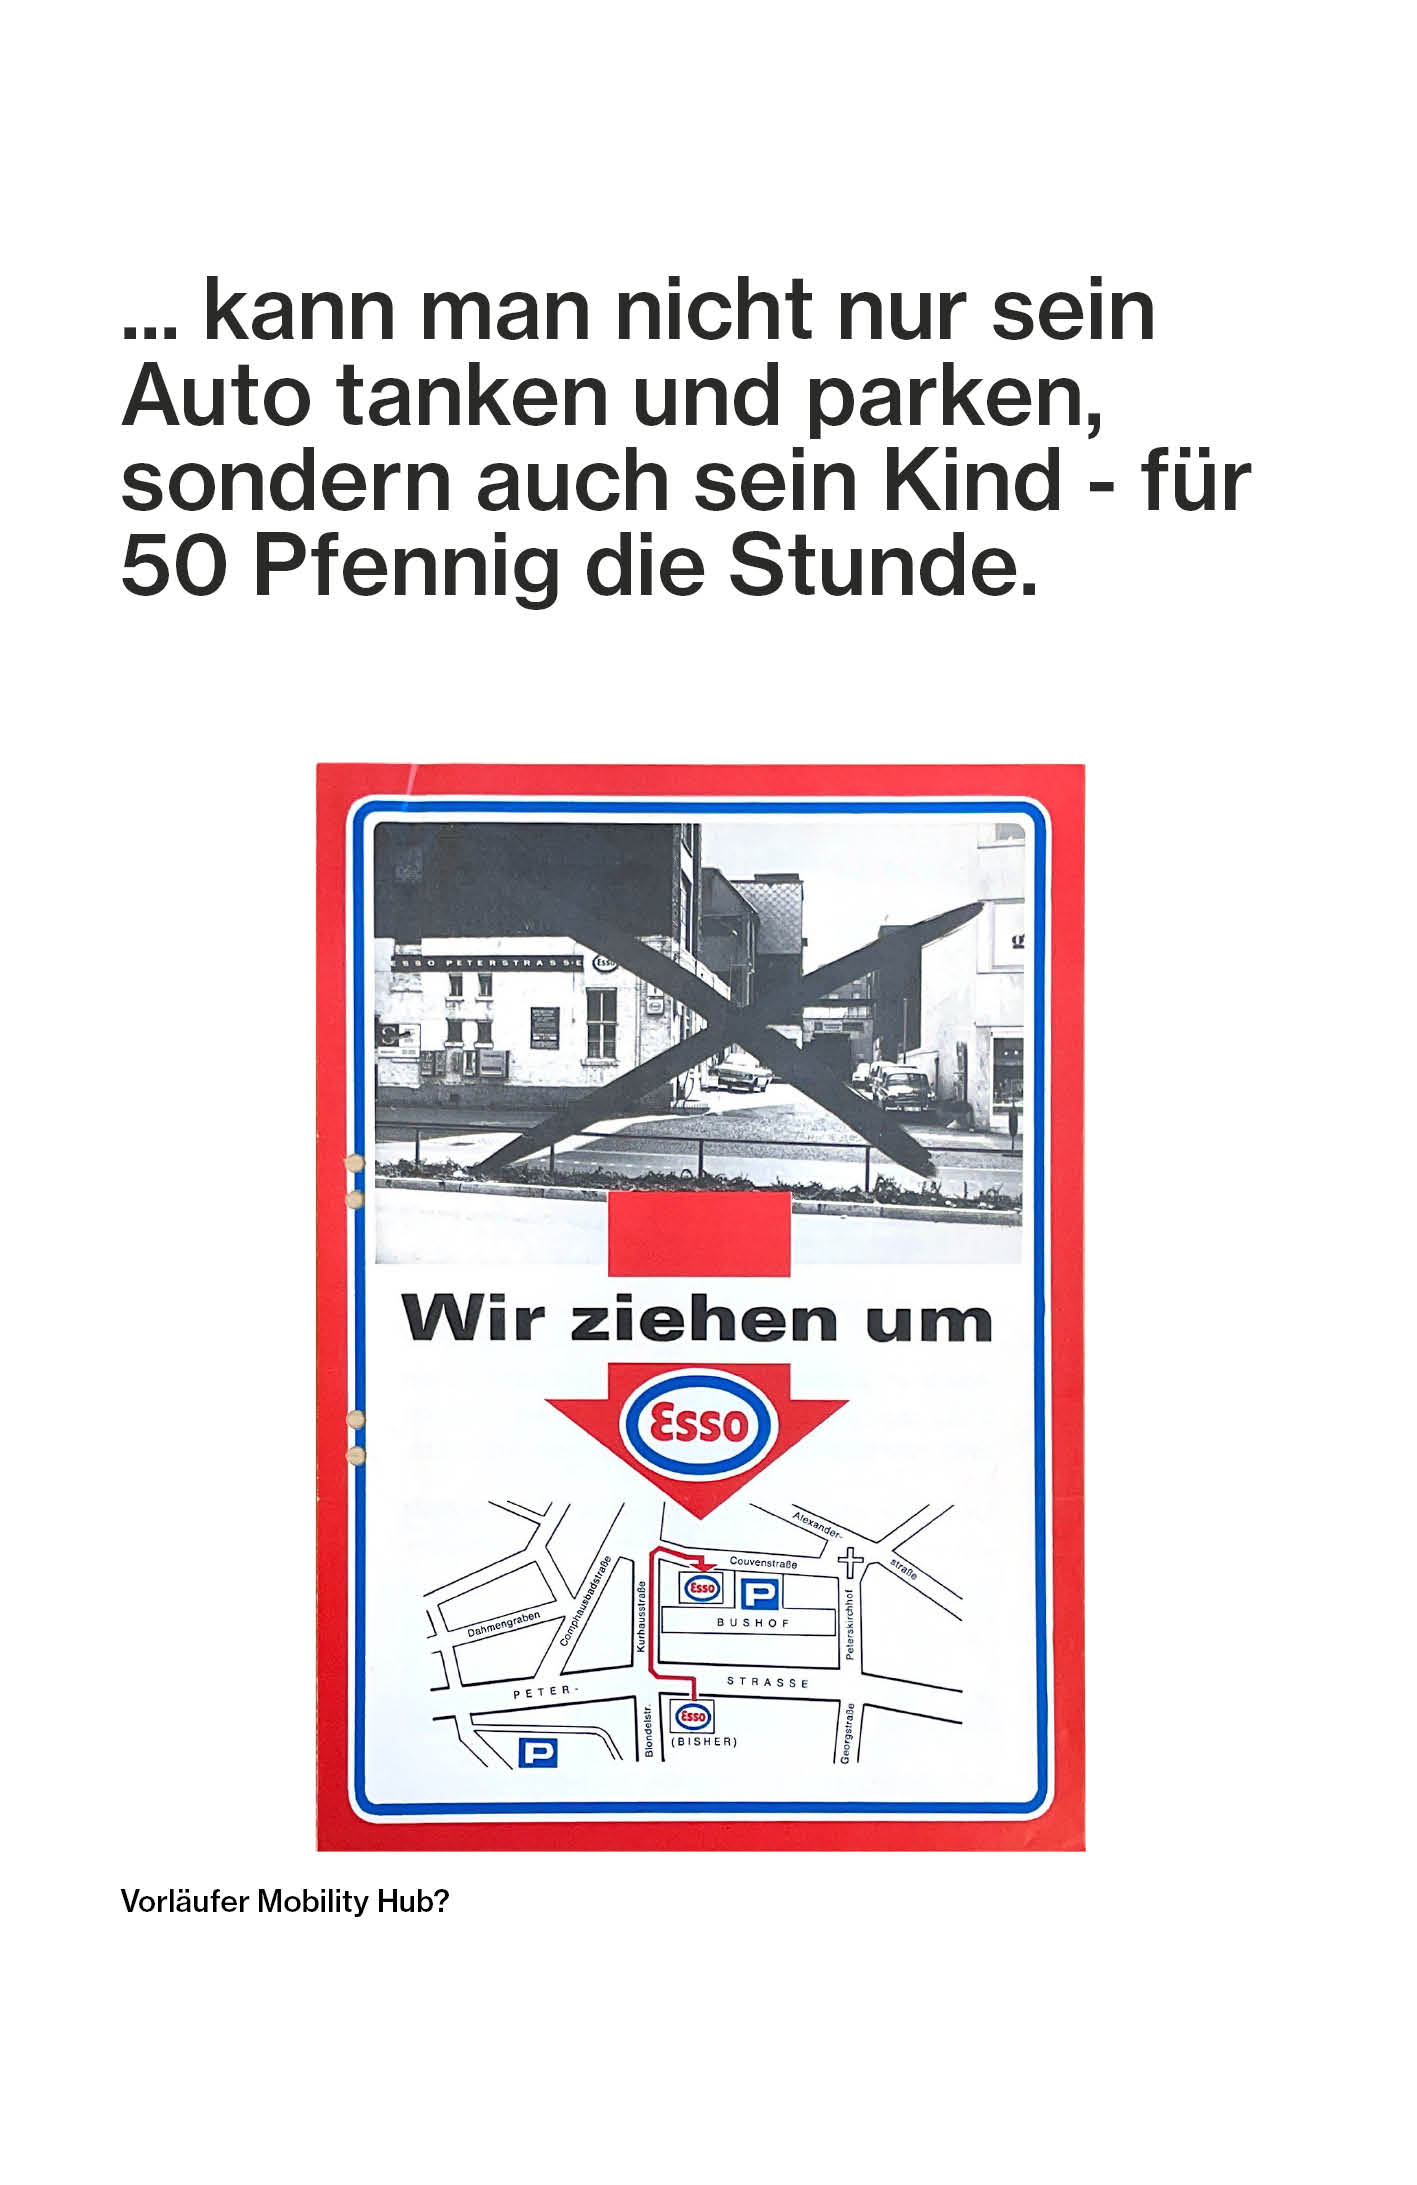 ... kann man nicht nur sein
Auto tanken und parken,
sondern auch sein Kind - für
50 Pfennig die Stunde.
ESSO PETERSTRASSE
Esso
Wir ziehen um
Esso
Alexander-
straße
Couvenstraße
Comphausbadstraße
Kurhausstraße
Esso
P
Dahmengraben
BUSHOF
Peterskirchhof
PETER-
STRASSE
Esso
(BISHER)
Blondelstr.
Georgstraße
P
Vorläufer Mobility Hub?